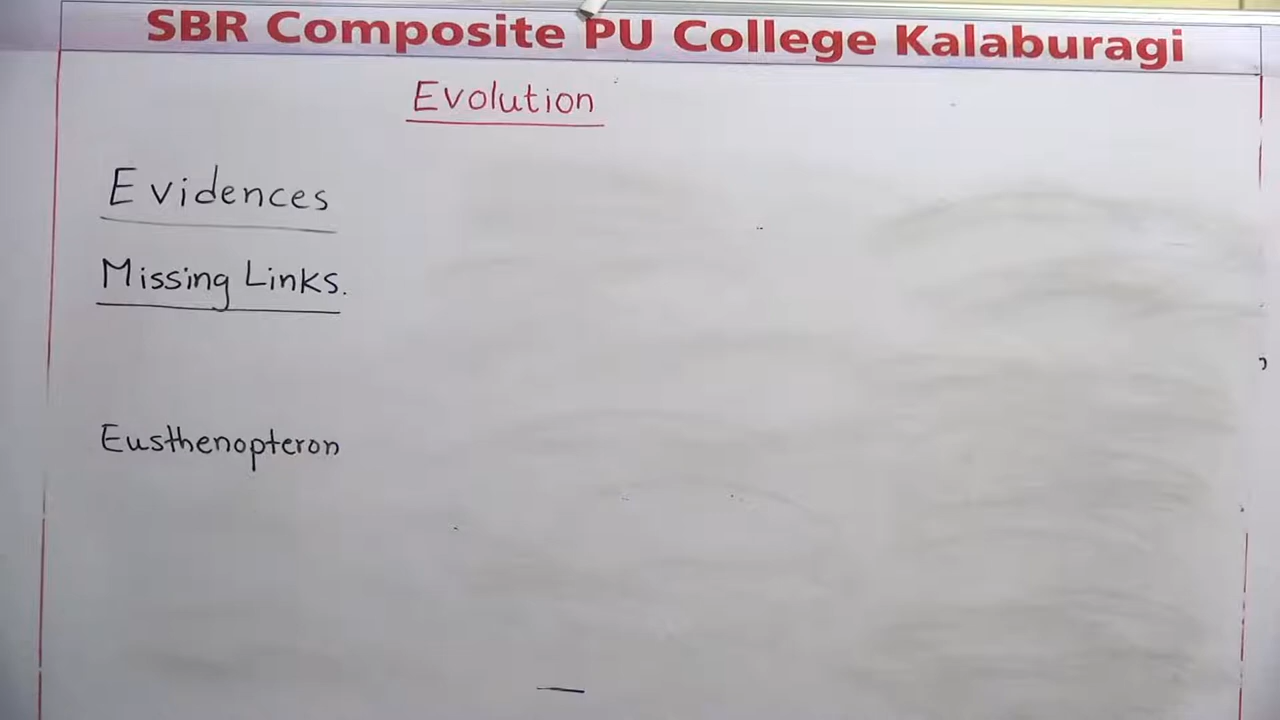 SBR Composite PU College Kalaburagi
Evolution
Evidences
Missing Links.
Eusthenopteron